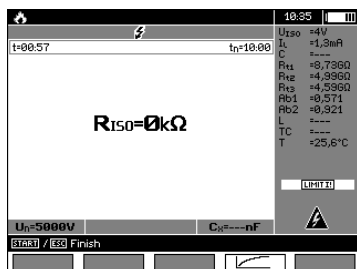 10:35
t=00:57 tn=10:00
RISO=0kΩ
UISO =4V
IL =1,3mA
C =---
Rt1 =8,73GΩ
Rt2 =4,99GΩ
Rt3 =4,59GΩ
Ab1 =0,571
Ab2 =0,921
L =---
TC =---
T =25,6°C
LIMIT I!
Un=5000V Cx=---nF
START / ESC Finish